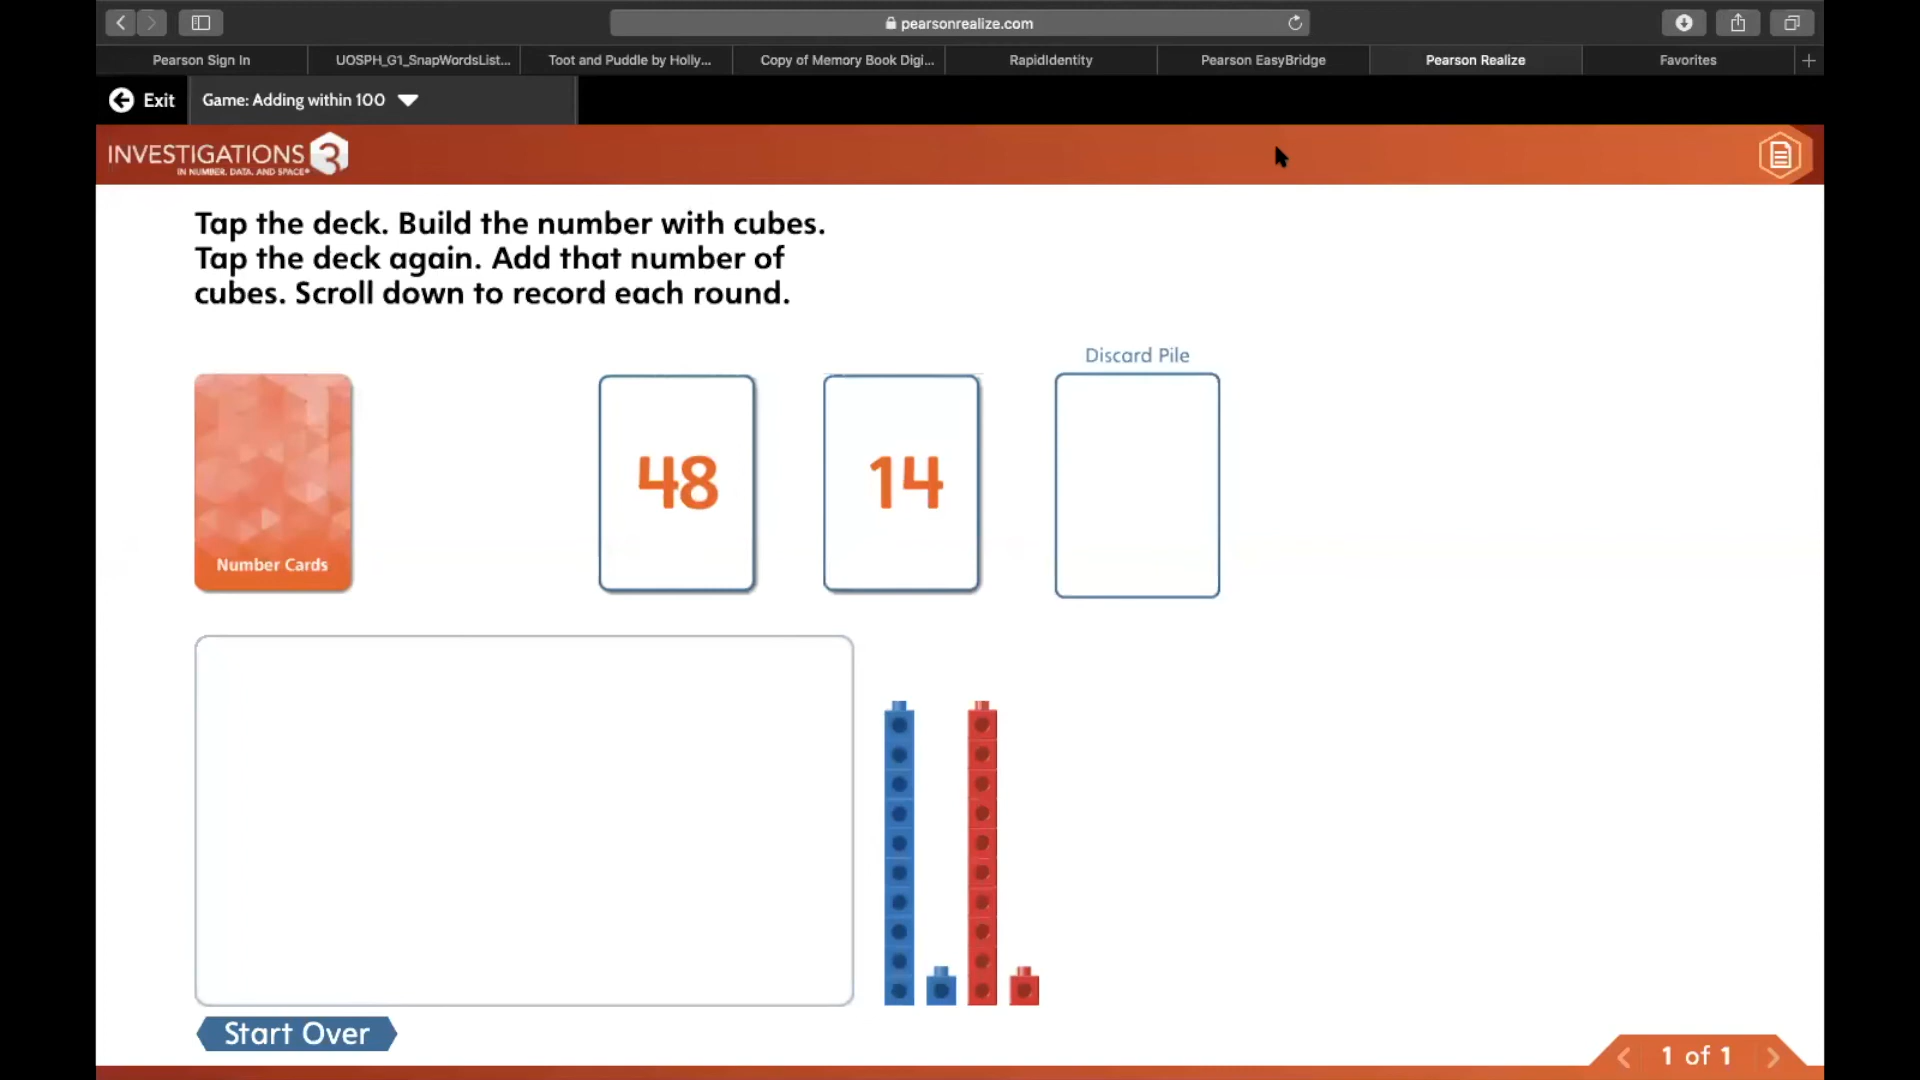 pearsonrealize.com
Pearson Sign In
UOSPH_G1_SnapWordsList...
Toot and Puddle by Holly...
Copy of Memory Book Digi...
RapidIdentity
Pearson EasyBridge
Pearson Realize
Favorites
Exit
Game: Adding within 100
INVESTIGATIONS 3
IN NUMBER, DATA, AND SPACE®
Tap the deck. Build the number with cubes.
Tap the deck again. Add that number of
cubes. Scroll down to record each round.
Discard Pile
48
14
Number Cards
Start Over
1 of 1